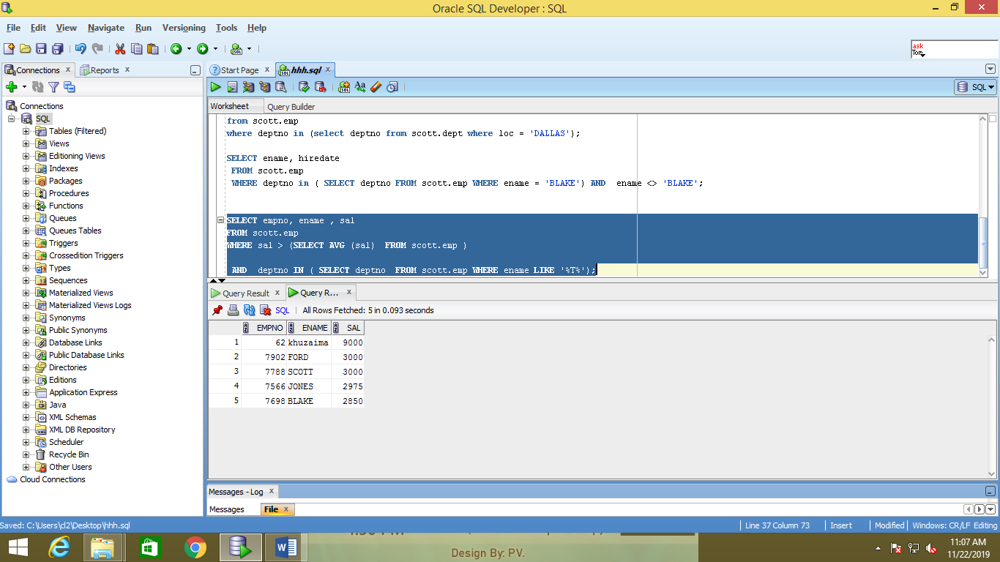 Oracle SQL Developer : SQL
File Edit View Navigate Run Versioning Tools Help
ask
Tom
Connections x Reports x
Start Page x hhh.sql x
SQL
Worksheet Query Builder
Connections
SQL
Tables (Filtered)
Views
Editioning Views
Indexes
Packages
Procedures
Functions
Queues
Queues Tables
Triggers
Crossedition Triggers
Types
Sequences
Materialized Views
Materialized Views Logs
Synonyms
Public Synonyms
Database Links
Public Database Links
Directories
Editions
Application Express
Java
XML Schemas
XML DB Repository
Scheduler
Recycle Bin
Other Users
Cloud Connections
from scott.emp
where deptno in (select deptno from scott.dept where loc = 'DALLAS');
SELECT ename, hiredate
FROM scott.emp
WHERE deptno in ( SELECT deptno FROM scott.emp WHERE ename = 'BLAKE') AND ename <> 'BLAKE';
SELECT empno, ename , sal
FROM scott.emp
WHERE sal > (SELECT AVG (sal) FROM scott.emp )
AND deptno IN ( SELECT deptno FROM scott.emp WHERE ename LIKE '%T%');
Query Result x Query R... x
SQL | All Rows Fetched: 5 in 0.093 seconds
EMPNO ENAME SAL
1 62 khuzaima 9000
2 7902 FORD 3000
3 7788 SCOTT 3000
4 7566 JONES 2975
5 7698 BLAKE 2850
Messages - Log x
Messages File x
Saved: C:\Users\cl2\Desktop\hhh.sql
Line 37 Column 73 Insert Modified Windows: CR/LF Editing
Design By: PV.
11:07 AM
11/22/2019